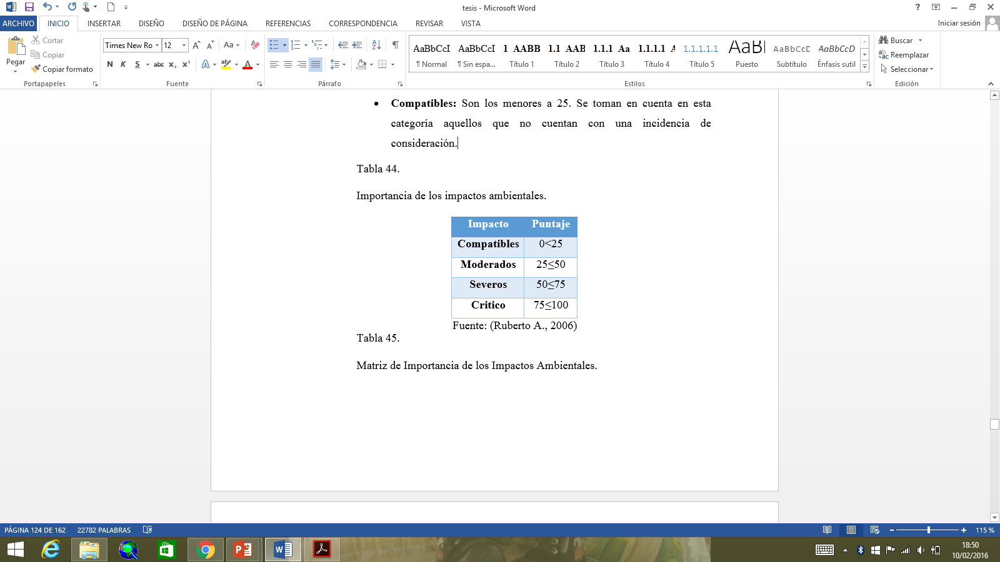 tesis - Microsoft Word
ARCHIVO INICIO INSERTAR DISEÑO DISEÑO DE PÁGINA REFERENCIAS CORRESPONDENCIA REVISAR VISTA Iniciar sesión
Pegar
Cortar
Copiar
Copiar formato
Portapapeles
Times New Ro 12
N K S abc x₂ x²
Fuente
Párrafo
AaBbCcI AaBbCcI 1 AABB 1.1 AAB 1.1.1 Aa 1.1.1.1 A 1.1.1.1.1 AaBl AaBbCcD AaBbCcD
¶ Normal ¶ Sin espa... Título 1 Título 2 Título 3 Título 4 Título 5 Puesto Subtítulo Énfasis sutil
Estilos
Buscar
Reemplazar
Seleccionar
Edición
• Compatibles: Son los menores a 25. Se toman en cuenta en esta
categoría aquellos que no cuentan con una incidencia de
consideración.
Tabla 44.
Importancia de los impactos ambientales.
Impacto Puntaje
Compatibles 0<25
Moderados 25≤50
Severos 50≤75
Critico 75≤100
Fuente: (Ruberto A., 2006)
Tabla 45.
Matriz de Importancia de los Impactos Ambientales.
PÁGINA 124 DE 162 22782 PALABRAS 115 %
18:50
10/02/2016